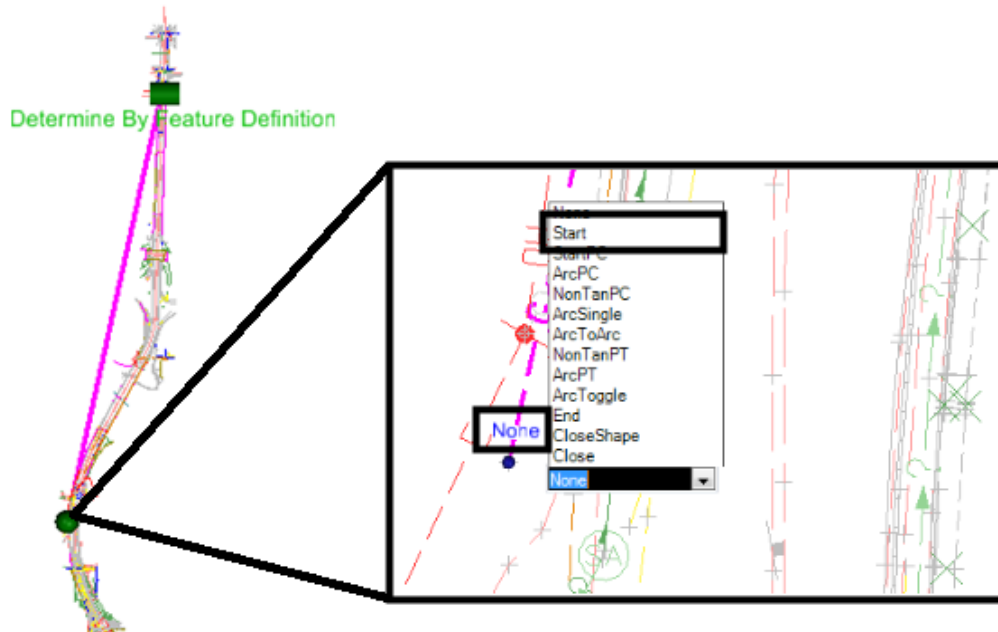 Determine By Feature Definition
None
Start
StartPC
ArcPC
NonTanPC
ArcSingle
ArcToArc
NonTanPT
ArcPT
ArcToggle
End
CloseShape
Close
None
None
SA